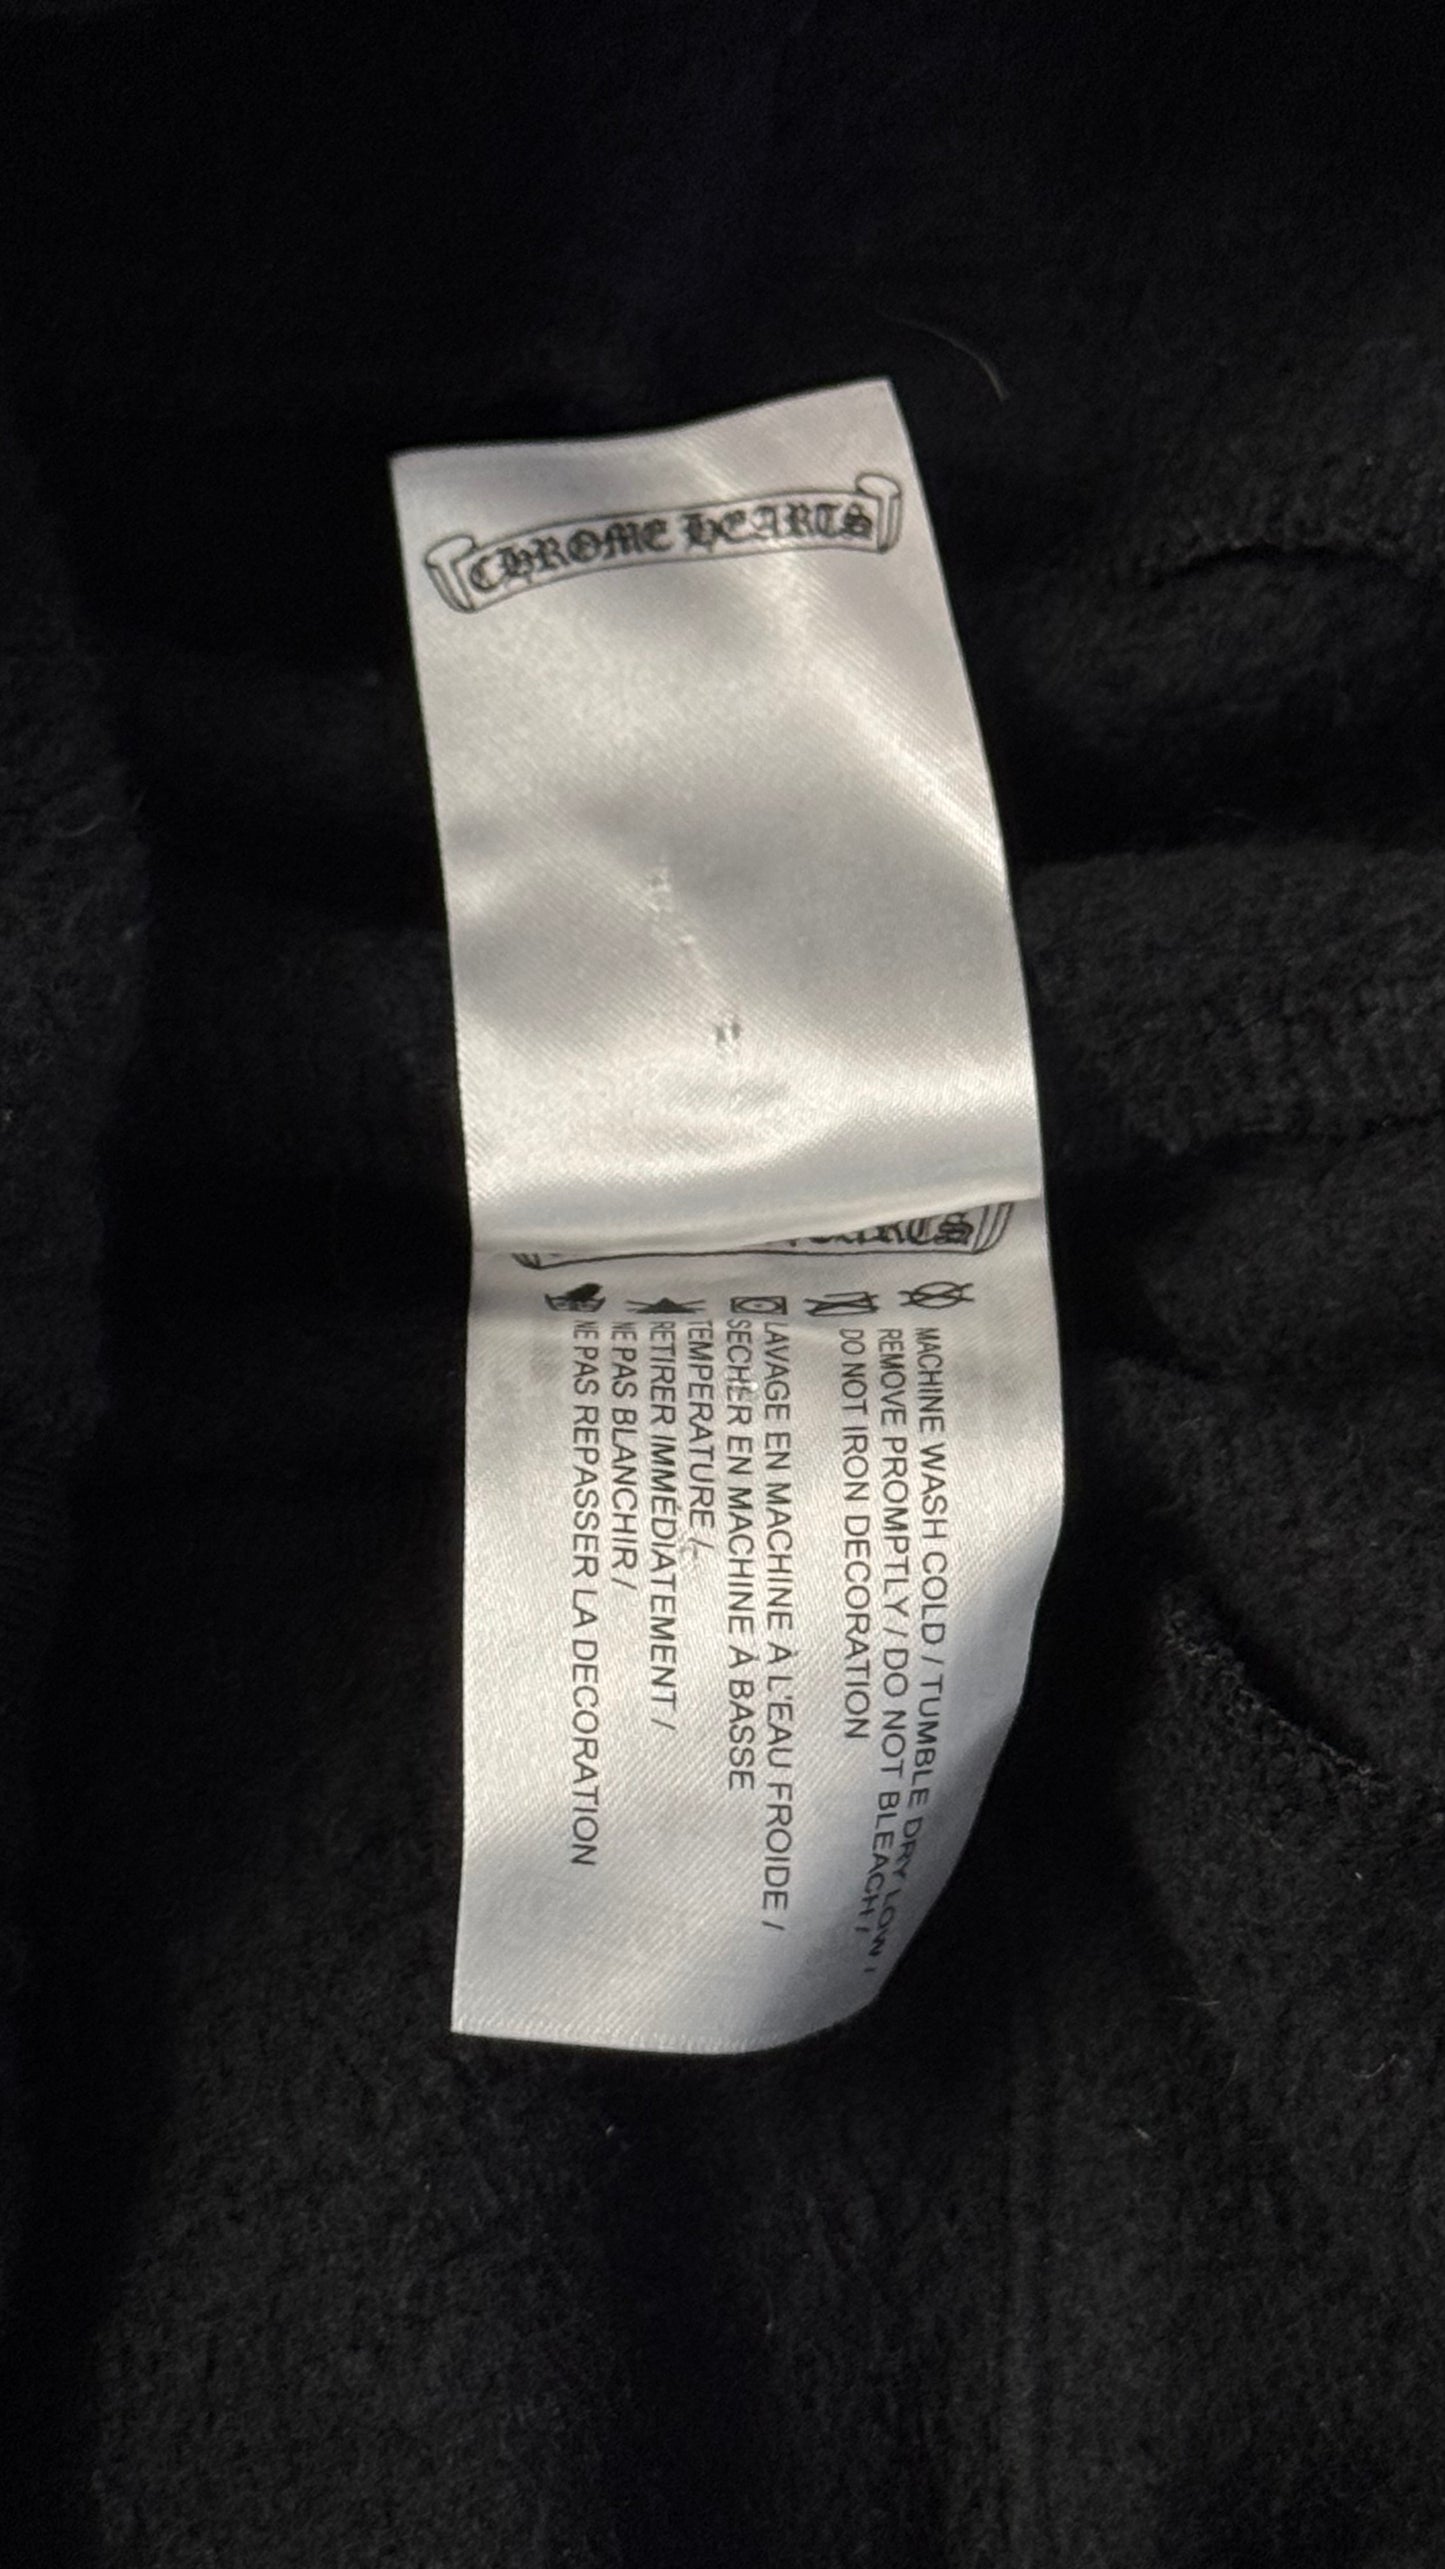 CHROME HEARTS
MACHINE WASH COLD / TUMBLE DRY LOW /
REMOVE PROMPTLY / DO NOT BLEACH /
DO NOT IRON DECORATION
LAVAGE EN MACHINE À L'EAU FROIDE /
SECHER EN MACHINE À BASSE
TEMPERATURE /
RETIRER IMMÉDIATEMENT /
NE PAS BLANCHIR /
NE PAS REPASSER LA DECORATION